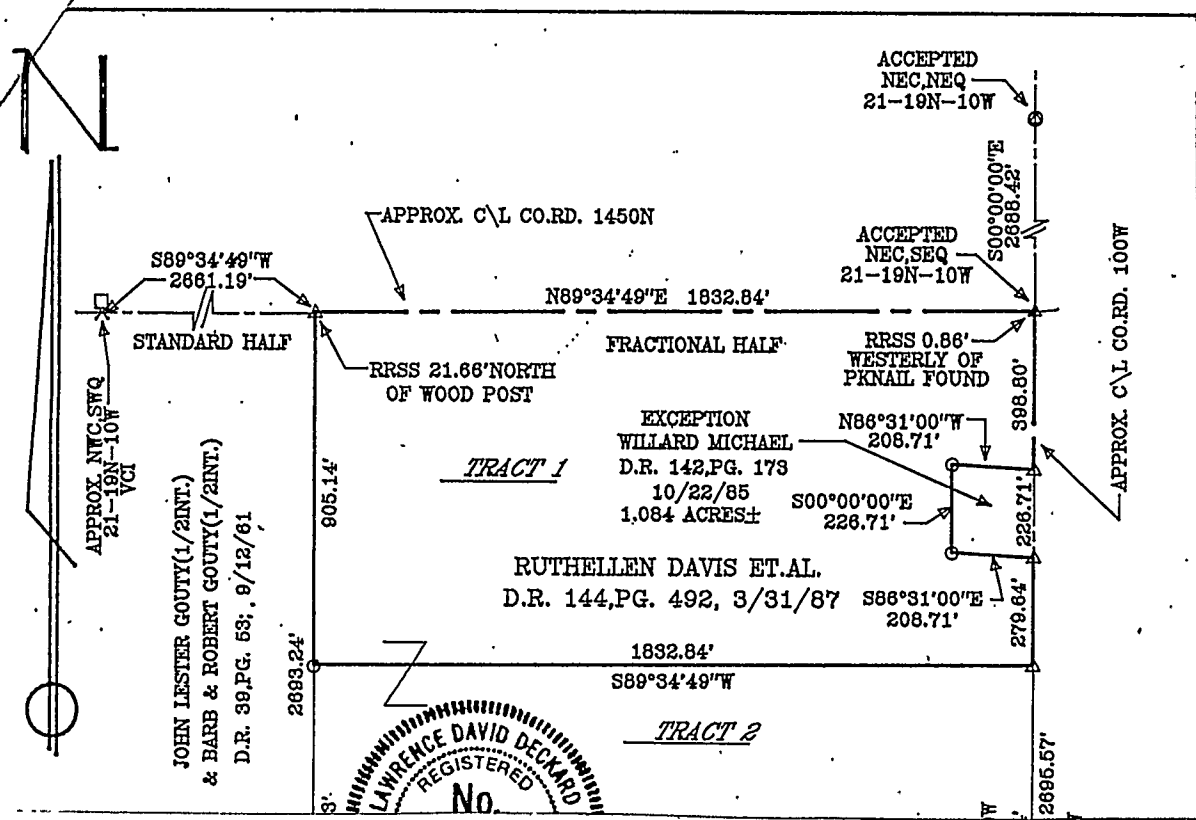 ACCEPTED
NEC,NEQ
21-19N-10W
S00°00'00"E
2688.42'
APPROX. C\L CO.RD. 1450N
ACCEPTED
NEC,SEQ
21-19N-10W
S89°34'49"W
2661.19'
N89°34'49"E 1832.84'
STANDARD HALF
FRACTIONAL HALF
RRSS 21.66'NORTH
OF WOOD POST
RRSS 0.86'
WESTERLY OF
PKNAIL FOUND
APPROX. C\L CO.RD. 100W
398.80'
APPROX. NWC,SWQ
21-19N-10W
VCI
JOHN LESTER GOUTY(1/2INT.)
& BARB & ROBERT GOUTY(1/2INT.)
D.R. 39,PG. 53; 9/12/61
905.14'
TRACT 1
EXCEPTION
WILLARD MICHAEL
D.R. 142,PG. 173
10/22/85
1,084 ACRES±
N86°31'00"W
208.71'
S00°00'00"E
226.71'
226.71'
RUTHELLEN DAVIS ET.AL.
D.R. 144,PG. 492, 3/31/87
S86°31'00"E
208.71'
279.64'
1832.84'
S89°34'49"W
2693.24'
TRACT 2
LAWRENCE DAVID DECKARD
REGISTERED
No.
2695.57'
3'